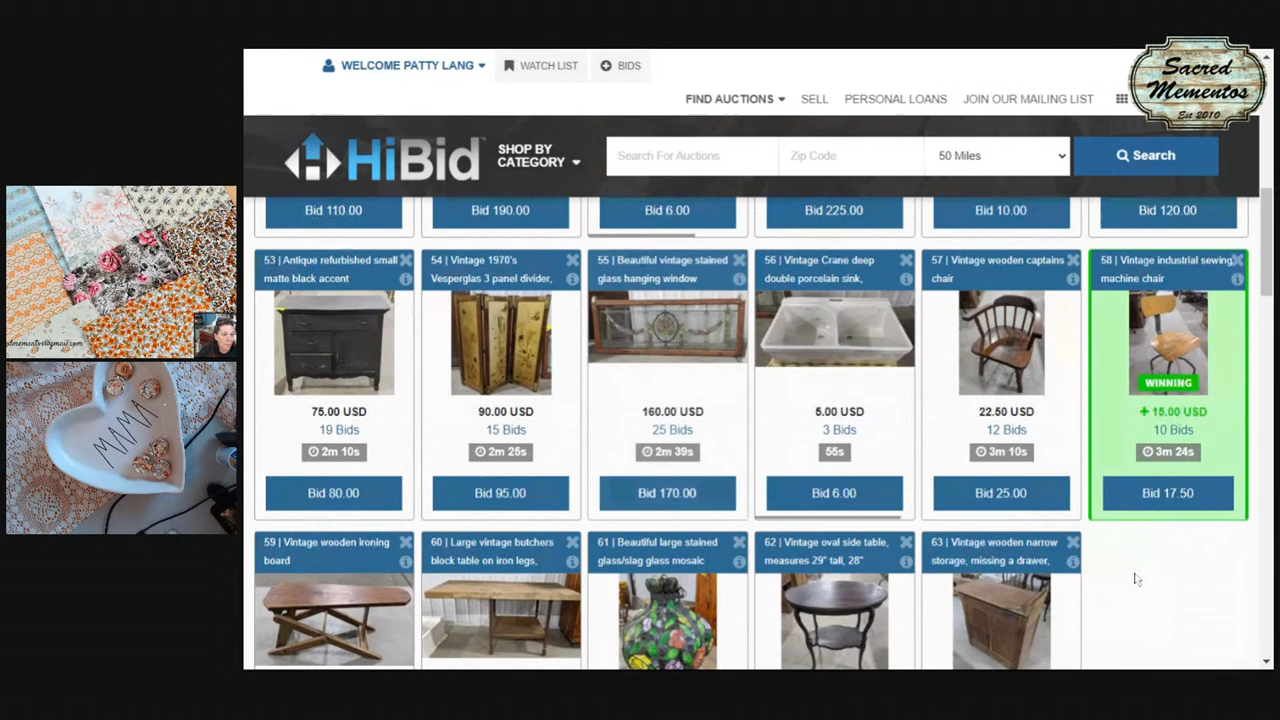 WELCOME PATTY LANG
WATCH LIST
BIDS
FIND AUCTIONS
SELL
PERSONAL LOANS
JOIN OUR MAILING LIST
Sacred
Mementos
Est 2010
HiBid
SHOP BY
CATEGORY
Search For Auctions
Zip Code
50 Miles
Search
Bid 110.00
Bid 190.00
Bid 6.00
Bid 225.00
Bid 10.00
Bid 120.00
53 | Antique refurbished small
matte black accent
54 | Vintage 1970's
Vesperglas 3 panel divider,
55 | Beautiful vintage stained
glass hanging window
56 | Vintage Crane deep
double porcelain sink,
57 | Vintage wooden captains
chair
58 | Vintage industrial sewing
machine chair
WINNING
75.00 USD
90.00 USD
160.00 USD
5.00 USD
22.50 USD
+ 15.00 USD
19 Bids
15 Bids
25 Bids
3 Bids
12 Bids
10 Bids
2m 10s
2m 25s
2m 39s
55s
3m 10s
3m 24s
Bid 80.00
Bid 95.00
Bid 170.00
Bid 6.00
Bid 25.00
Bid 17.50
59 | Vintage wooden ironing
board
60 | Large vintage butchers
block table on iron legs,
61 | Beautiful large stained
glass/slag glass mosaic
62 | Vintage oval side table,
measures 29" tall, 28"
63 | Vintage wooden narrow
storage, missing a drawer,
MAMA